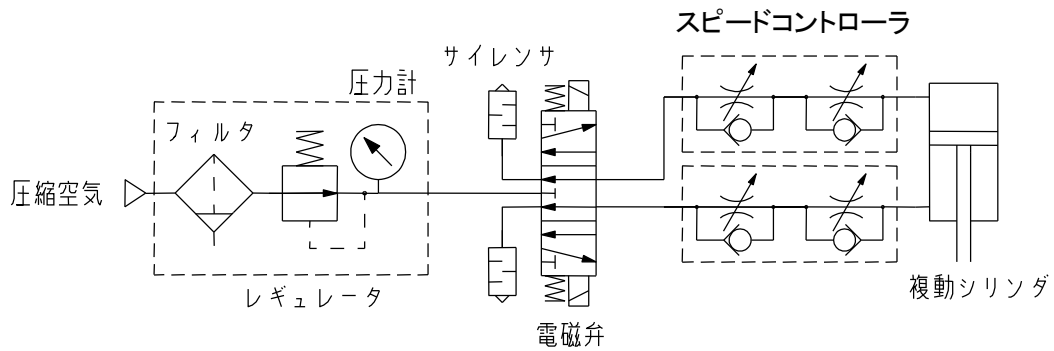 スピードコントローラ
サイレンサ
圧力計
フィルタ
圧縮空気
レギュレータ
複動シリンダ
電磁弁